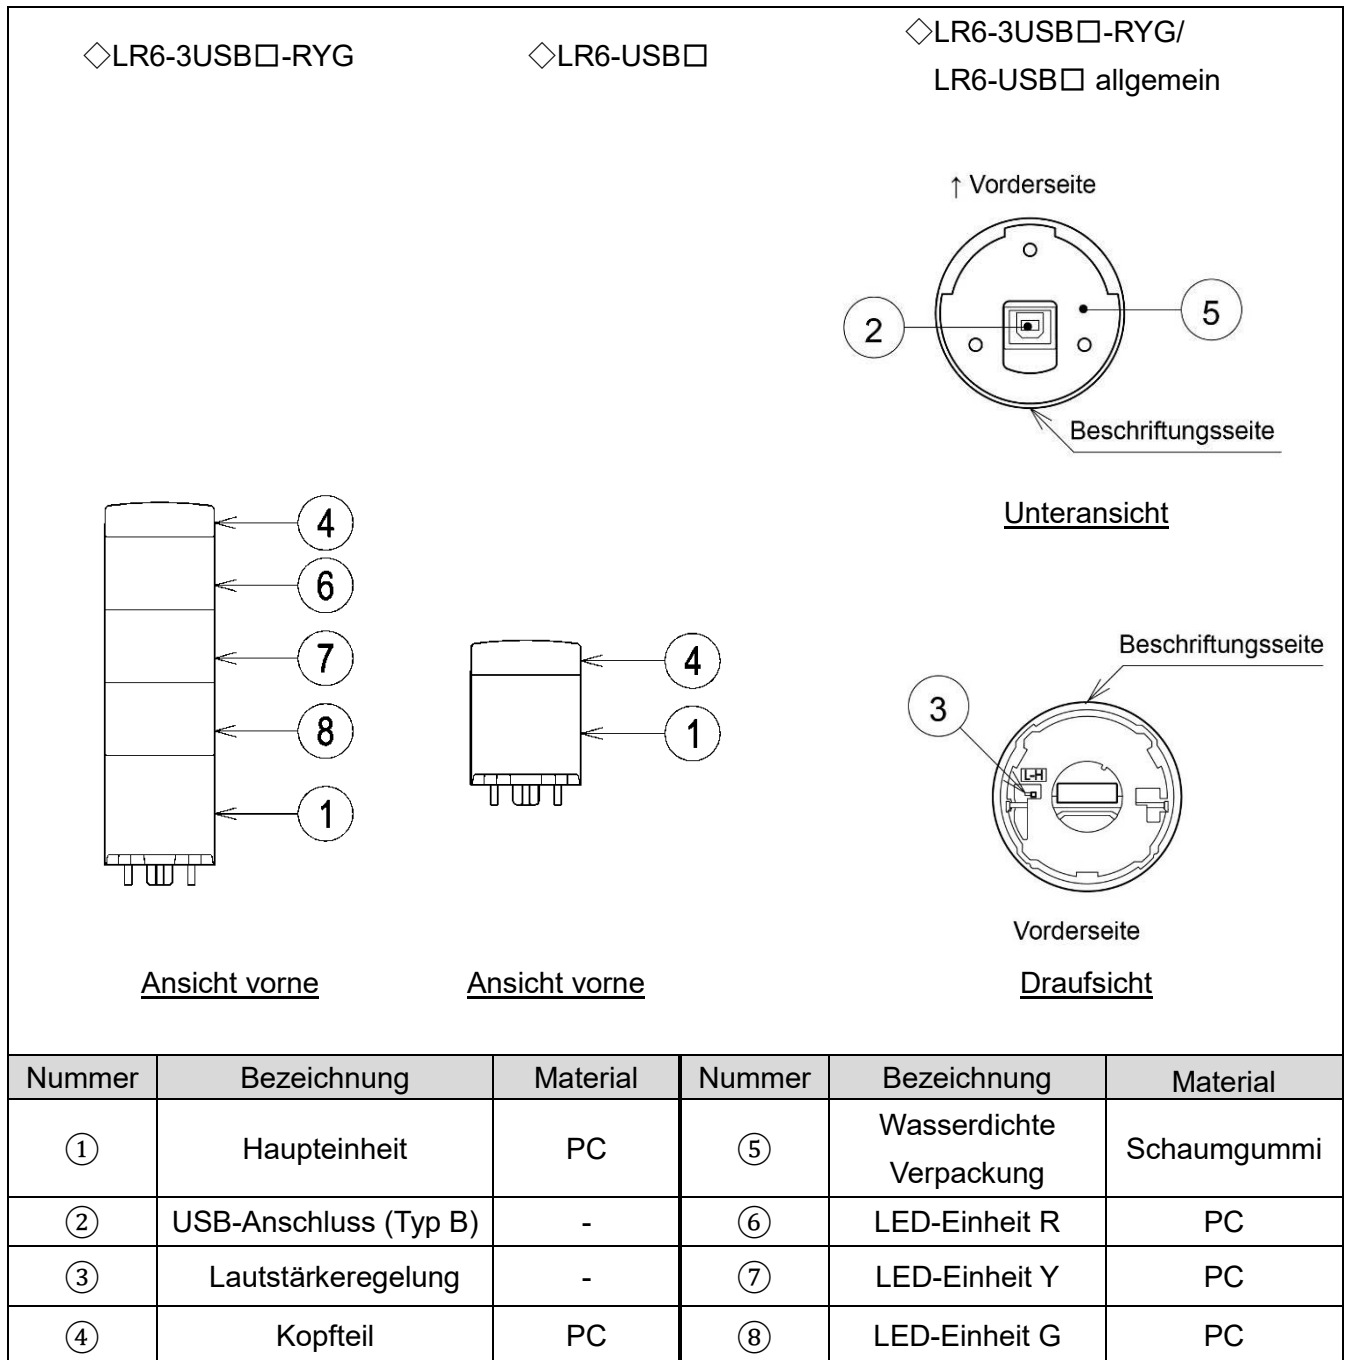 ◇LR6-3USB□-RYG
◇LR6-USB□
◇LR6-3USB□-RYG/
LR6-USB□ allgemein
↑ Vorderseite
2
5
Beschriftungsseite
Unteransicht
4
6
7
8
1
4
1
Beschriftungsseite
3
L-H
Vorderseite
Ansicht vorne
Ansicht vorne
Draufsicht
Nummer Bezeichnung Material Nummer Bezeichnung Material
① Haupteinheit PC ⑤ Wasserdichte Verpackung Schaumgummi
② USB-Anschluss (Typ B) - ⑥ LED-Einheit R PC
③ Lautstärkeregelung - ⑦ LED-Einheit Y PC
④ Kopfteil PC ⑧ LED-Einheit G PC